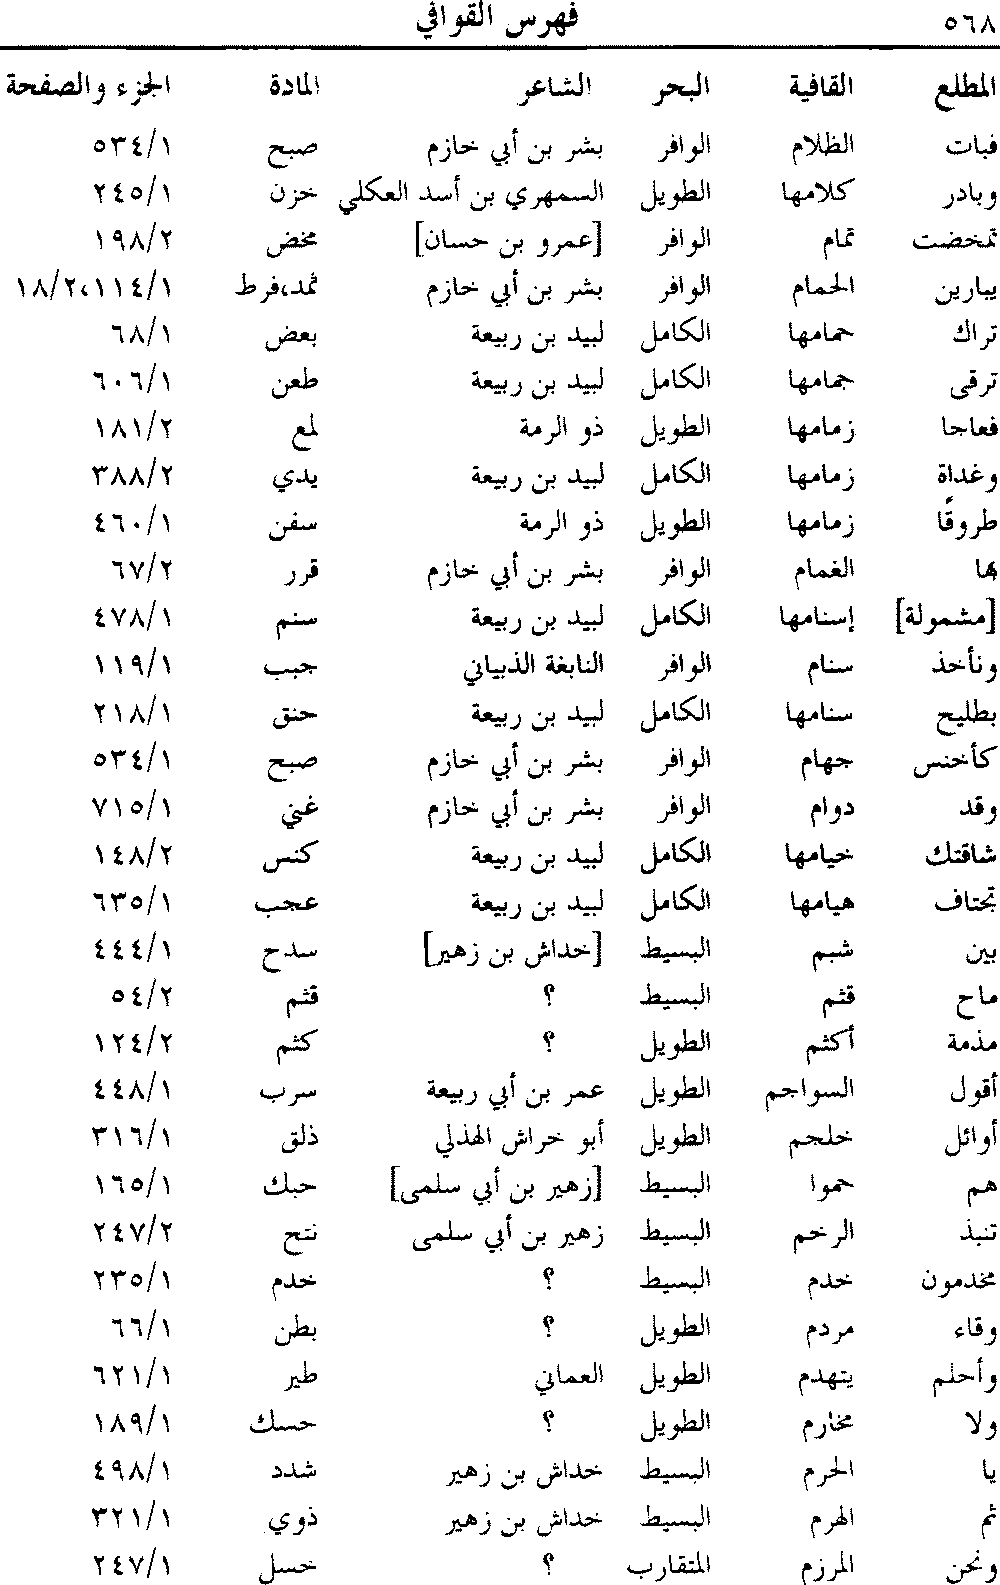 ٥٦٨ فهرس القوافي
المطلع القافية البحر الشاعر المادة الجزء والصفحة
فبات الظلام الوافر بشر بن أبي خازم صبح ٥٣٤/١
وبادر كلامها الطويل السمهري بن أسد العكلي خزن ٢٤٥/١
تمخضت تمام الوافر [عمرو بن حسان] مخض ١٩٨/٢
يبارين الحمام الوافر بشر بن أبي خازم ثمد،فرط ١١٤/١، ١٨/٢
تراك حمامها الكامل لبيد بن ربيعة بعض ٦٨/١
ترقى حمامها الكامل لبيد بن ربيعة طعن ٦٠٦/١
فعاجا زمامها الطويل ذو الرمة لمع ١٨١/٢
وغداة زمامها الكامل لبيد بن ربيعة يدي ٣٨٨/٢
طروقًا زمامها الطويل ذو الرمة سفن ٤٦٠/١
الغمام الوافر بشر بن أبي خازم قرر ٦٧/٢
[مشمولة] إسنامها الكامل لبيد بن ربيعة سنم ٤٧٨/١
ونأخذ سنام الوافر النابغة الذبياني جبب ١١٩/١
بطليح سنامها الكامل لبيد بن ربيعة حنق ٢١٨/١
كأخنس جهام الوافر بشر بن أبي خازم صبح ٥٣٤/١
وقد دوام الوافر بشر بن أبي خازم غني ٧١٥/١
شاقتك خيامها الكامل لبيد بن ربيعة كنس ١٤٨/٢
تجتاف هيامها الكامل لبيد بن ربيعة عجب ٦٣٥/١
بين شبم البسيط [خداش بن زهير] سدح ٤٤٤/١
ماح قثم البسيط ؟ قثم ٥٤/٢
مذمة أكثم الطويل ؟ كثم ١٢٤/٢
أقول السواجم الطويل عمر بن أبي ربيعة سرب ٤٤٨/١
أوائل خلجم الطويل أبو خراش الهذلي ذلق ٣١٦/١
هم حموا البسيط [زهير بن أبي سلمى] حبك ١٦٥/١
تنبذ الرخم البسيط زهير بن أبي سلمى نتح ٢٤٧/٢
مخدمون خدم البسيط ؟ خدم ٢٣٥/١
وقاء مردم الطويل ؟ بطن ٦٦/١
وأحلم يتهدم الطويل العماني طير ٦٢١/١
ولا مخارم الطويل ؟ حسك ١٨٩/١
يا الحرم البسيط خداش بن زهير شدد ٤٩٨/١
ثم الهرم البسيط خداش بن زهير ذوي ٣٢١/١
ونحن المرزم المتقارب ؟ خسل ٢٤٧/١